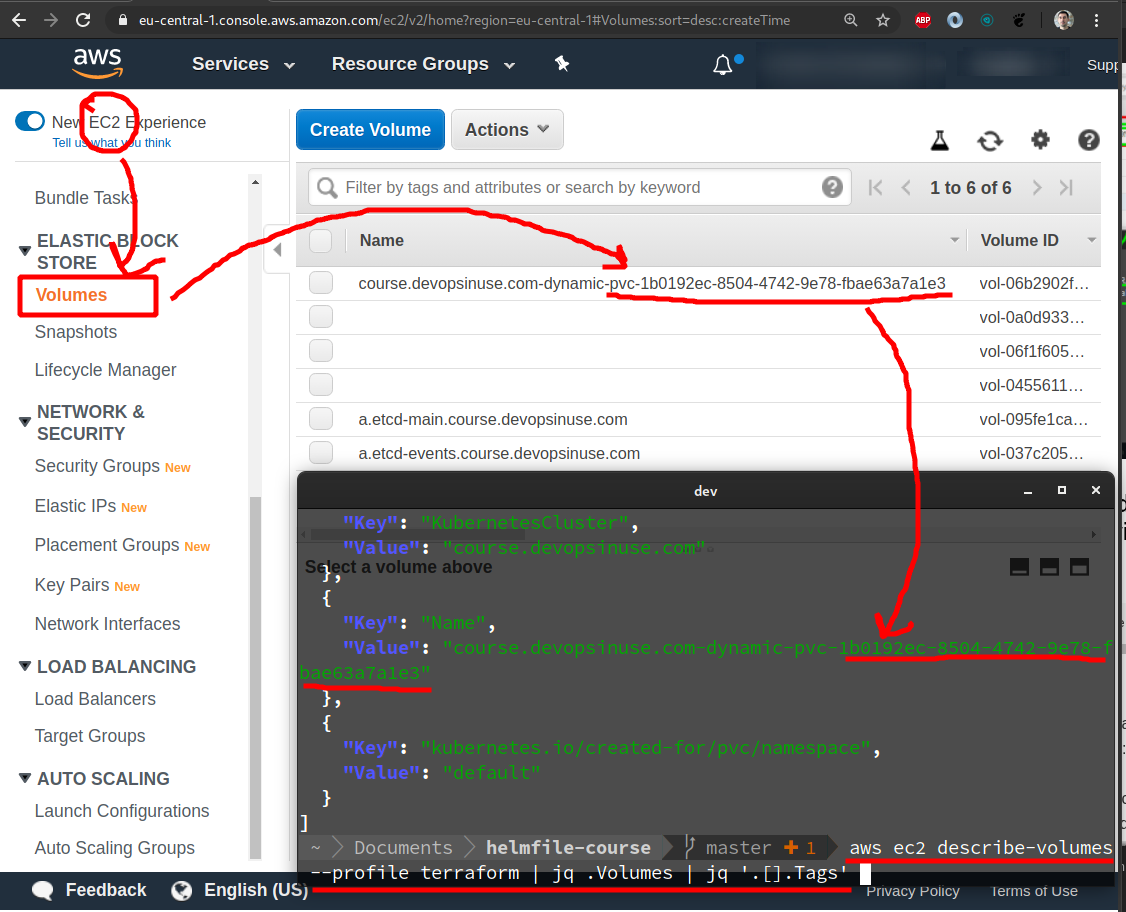 eu-central-1.console.aws.amazon.com/ec2/v2/home?region=eu-central-1#Volumes:sort=desc:createTime
ABP
aws
Services
Resource Groups
Supp
New EC2 Experience
Tell us what you think
Bundle Tasks
ELASTIC BLOCK
STORE
Volumes
Snapshots
Lifecycle Manager
NETWORK &
SECURITY
Security Groups New
Elastic IPs New
Placement Groups New
Key Pairs New
Network Interfaces
LOAD BALANCING
Load Balancers
Target Groups
AUTO SCALING
Launch Configurations
Auto Scaling Groups
Create Volume
Actions
Filter by tags and attributes or search by keyword
1 to 6 of 6
Name
Volume ID
course.devopsinuse.com-dynamic-pvc-1b0192ec-8504-4742-9e78-fbae63a7a1e3 vol-06b2902f…
vol-0a0d933…
vol-06f1f605…
vol-0455611…
a.etcd-main.course.devopsinuse.com vol-095fe1ca…
a.etcd-events.course.devopsinuse.com vol-037c205…
Select a volume above
dev
"Key": "KubernetesCluster",
"Value": "course.devopsinuse.com"
},
{
"Key": "Name",
"Value": "course.devopsinuse.com-dynamic-pvc-1b0192ec-8504-4742-9e78-f
bae63a7a1e3"
},
{
"Key": "kubernetes.io/created-for/pvc/namespace",
"Value": "default"
}
]
~ Documents helmfile-course master + 1 aws ec2 describe-volumes
--profile terraform | jq .Volumes | jq '.[].Tags'
Feedback
English (US)
Privacy Policy
Terms of Use